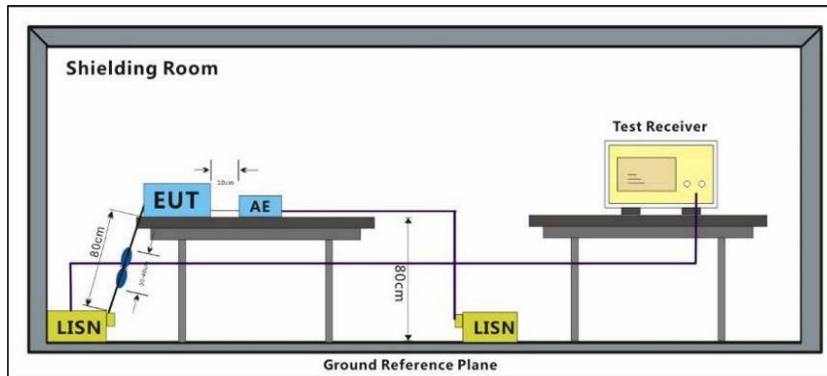 Shielding Room
Test Receiver
10cm
EUT
AE
80cm
80cm
LISN
LISN
Ground Reference Plane